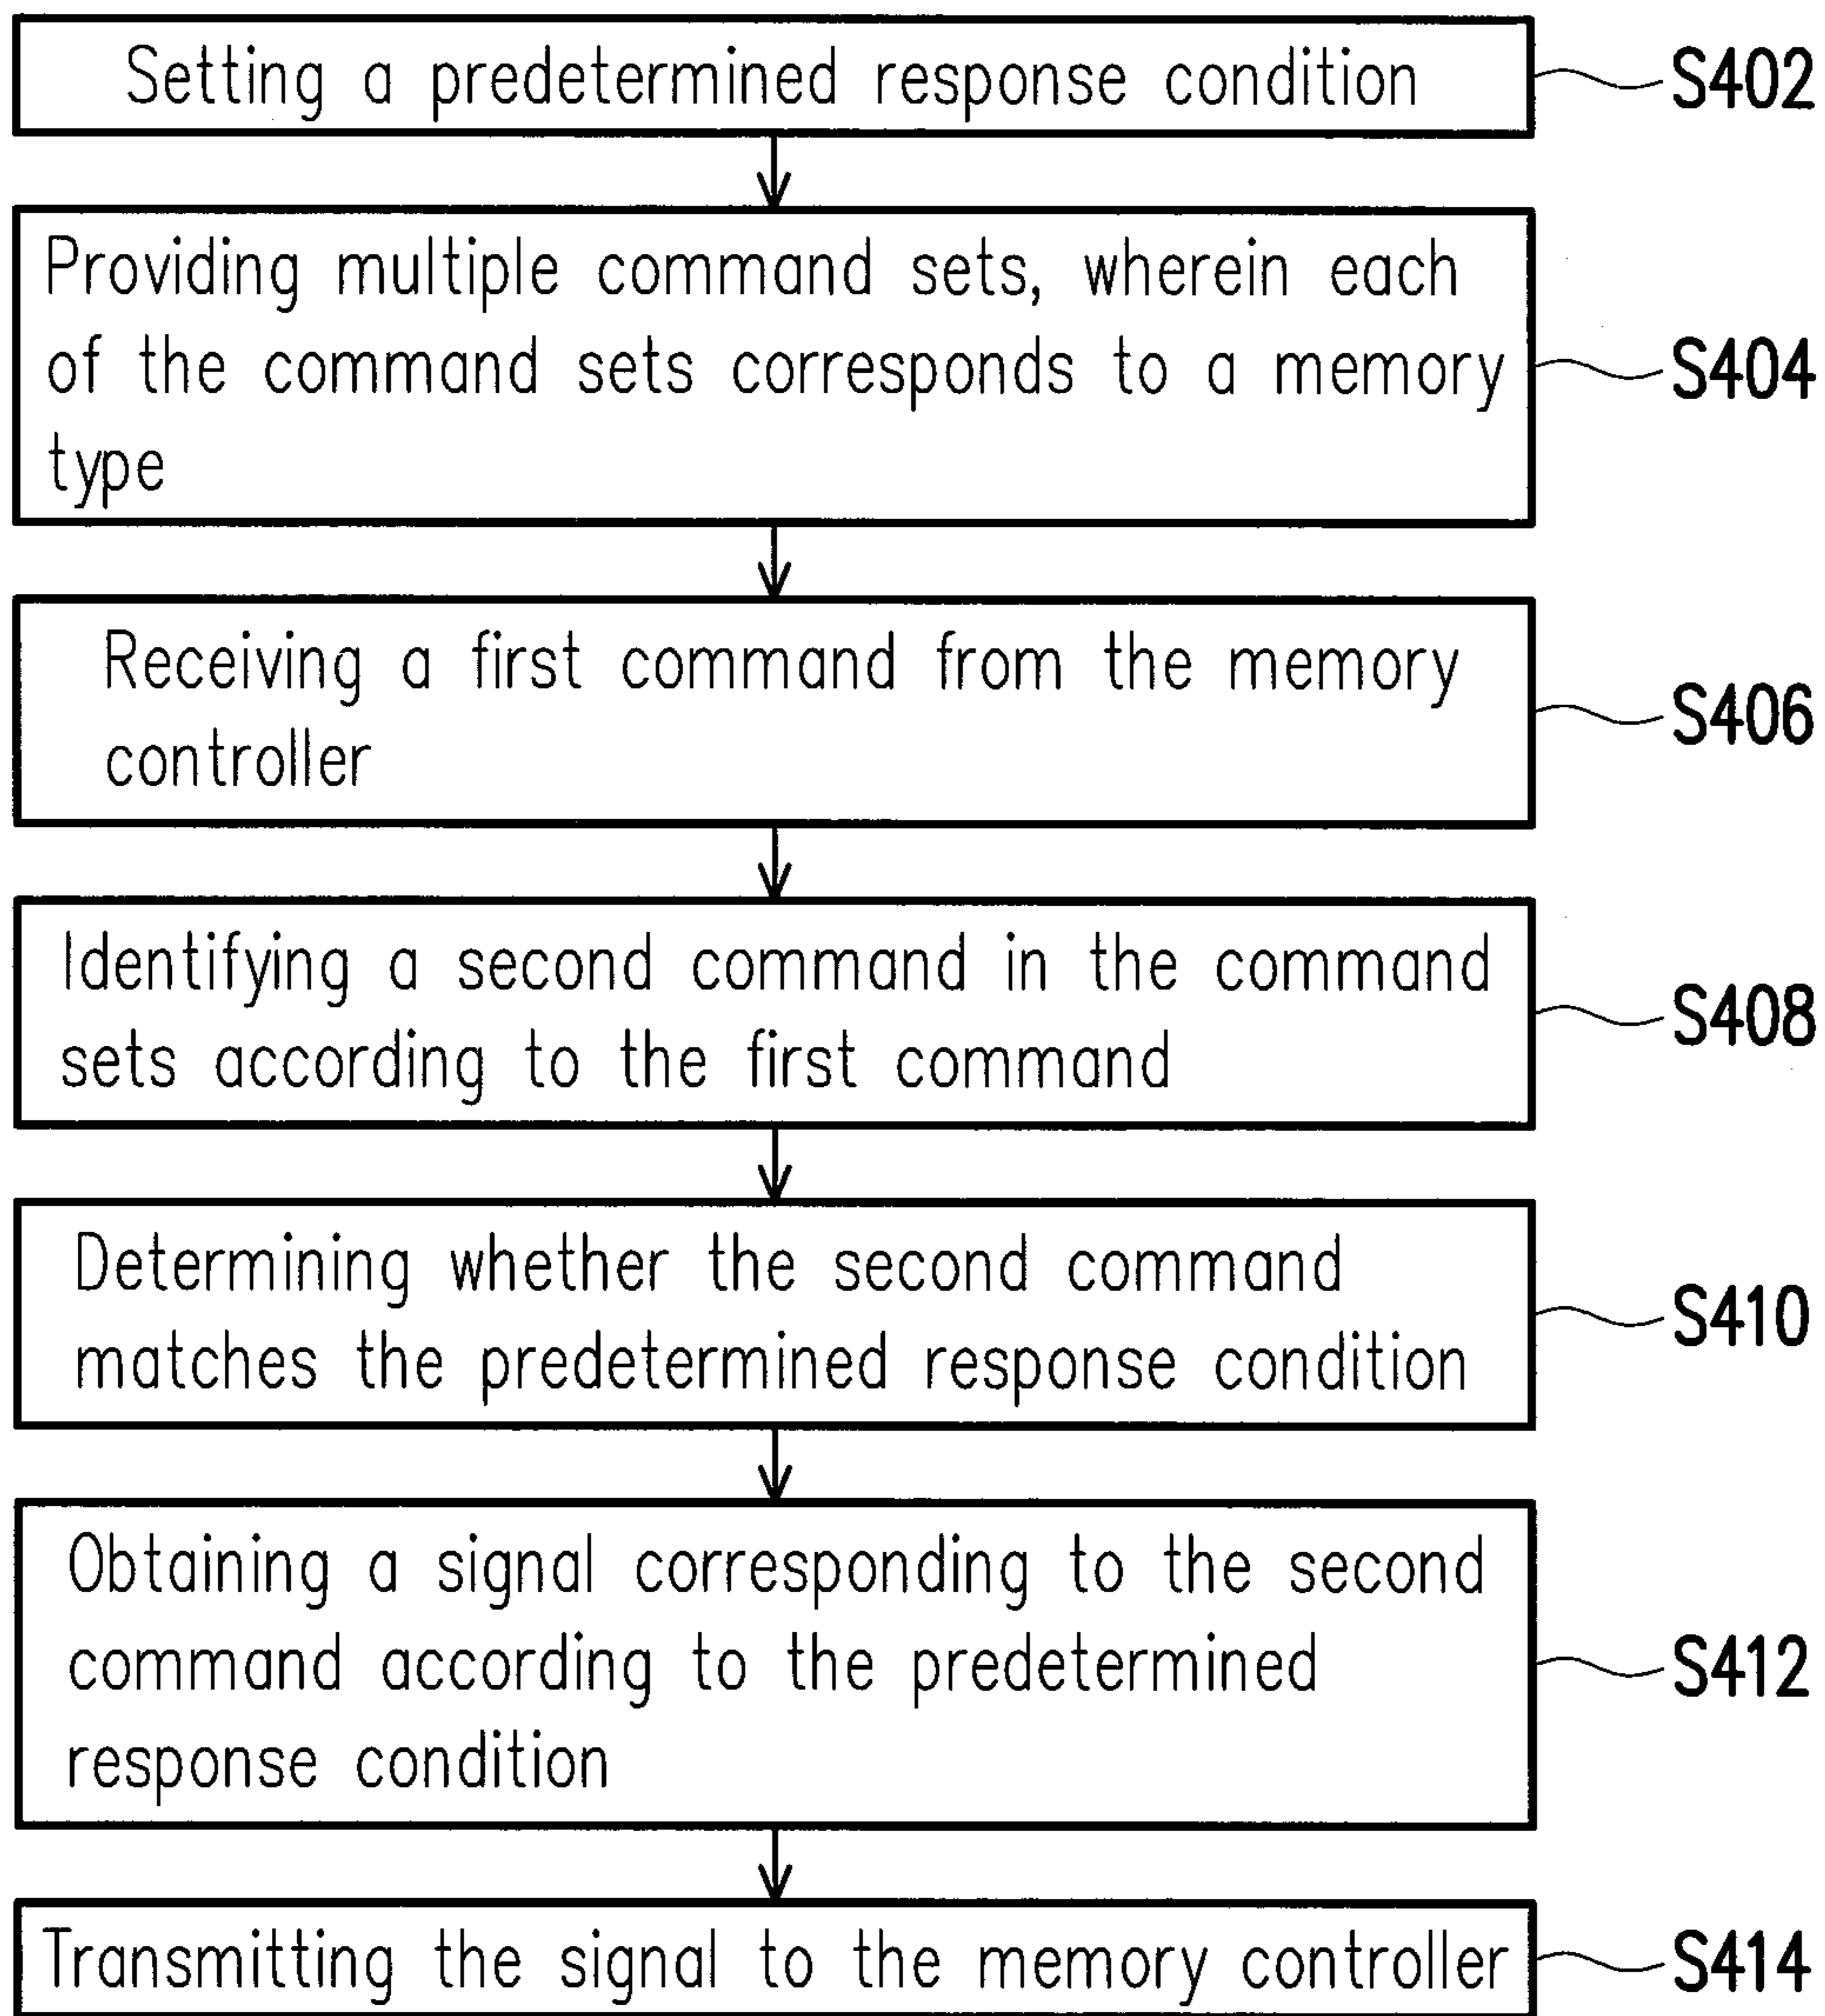 Setting a predetermined response condition
S402
Providing multiple command sets, wherein each
of the command sets corresponds to a memory
type
S404
Receiving a first command from the memory
controller
S406
Identifying a second command in the command
sets according to the first command
S408
Determining whether the second command
matches the predetermined response condition
S410
Obtaining a signal corresponding to the second
command according to the predetermined
response condition
S412
Transmitting the signal to the memory controller
S414